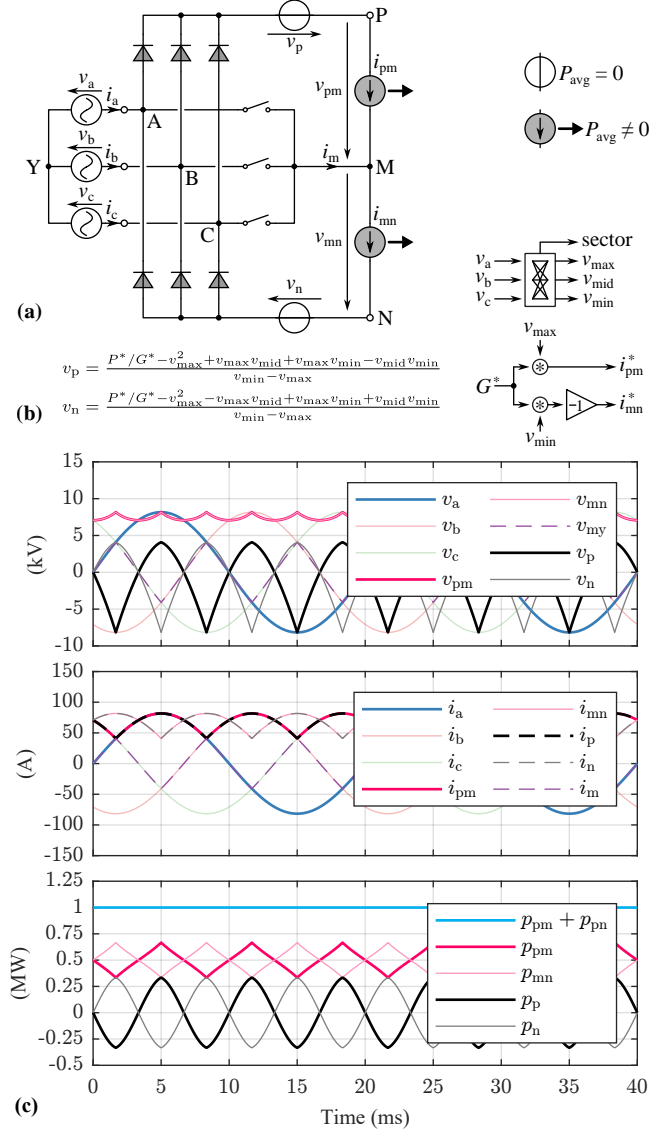 P
v_p
i_pm
v_pm
P_avg = 0
v_a
i_a
A
P_avg ≠ 0
Y
v_b
i_b
B
i_m
M
v_c
i_c
C
v_mn
i_mn
sector
v_a
v_max
v_b
v_mid
v_c
v_min
v_n
N
(a)
v_p = P*/G* − v²_max + v_max v_mid + v_max v_min − v_mid v_min / v_min − v_max
v_n = P*/G* − v²_max − v_max v_mid + v_max v_min + v_mid v_min / v_min − v_max
(b)
v_max
*
i*_pm
G*
*
-1
i*_mn
v_min
15
10
5
0
-5
-10
(kV)
v_a
v_mn
v_b
v_my
v_c
v_p
v_pm
v_n
150
100
50
0
-50
-100
-150
(A)
i_a
i_mn
i_b
i_p
i_c
i_n
i_pm
i_m
1.25
1
0.75
0.5
0.25
0
-0.25
-0.5
(MW)
p_pm + p_pn
p_pm
p_mn
p_p
p_n
0 5 10 15 20 25 30 35 40
Time (ms)
(c)